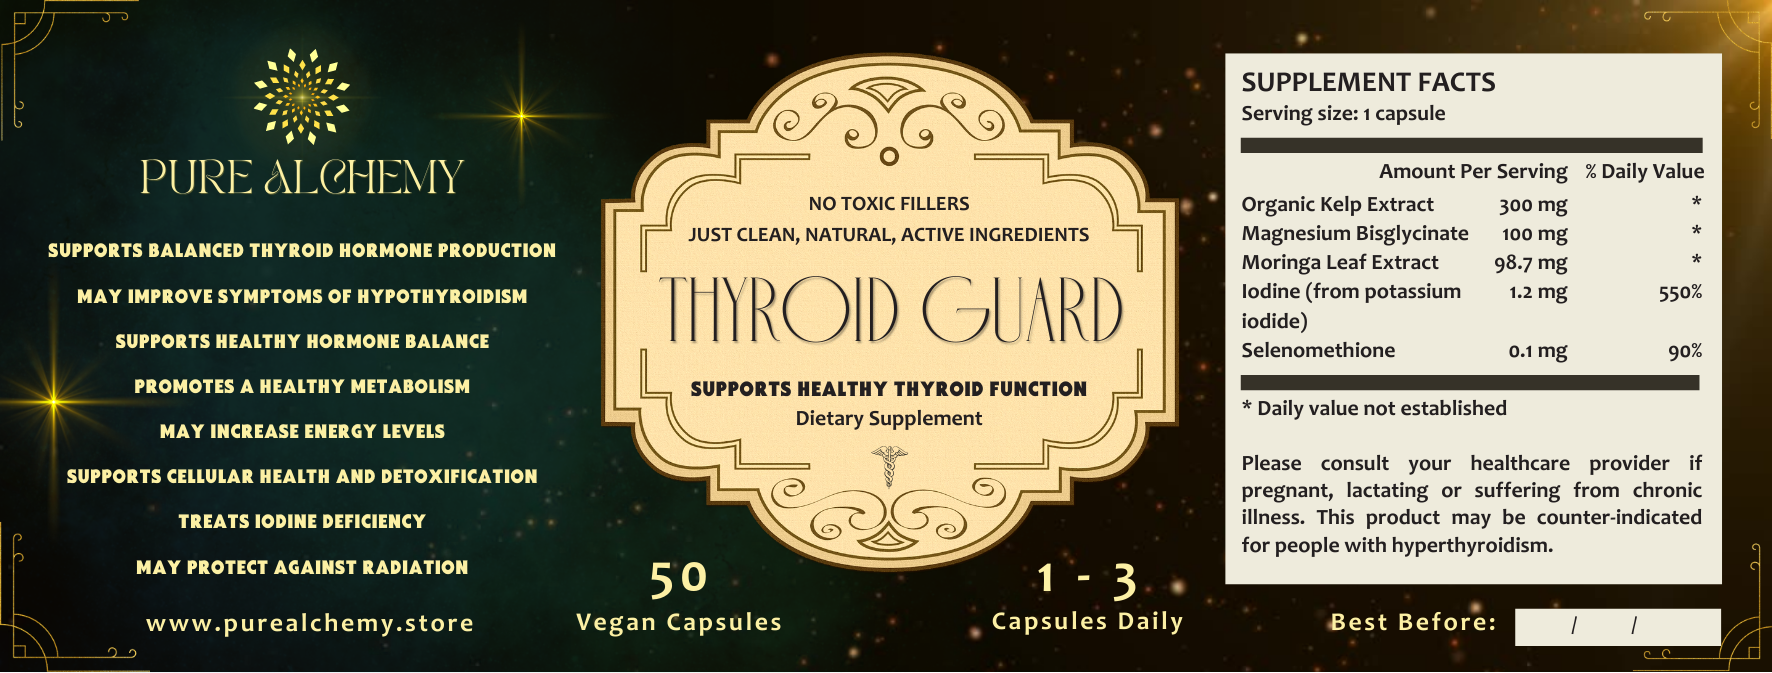 PURE ALCHEMY
SUPPORTS BALANCED THYROID HORMONE PRODUCTION
MAY IMPROVE SYMPTOMS OF HYPOTHYROIDISM
SUPPORTS HEALTHY HORMONE BALANCE
PROMOTES A HEALTHY METABOLISM
MAY INCREASE ENERGY LEVELS
SUPPORTS CELLULAR HEALTH AND DETOXIFICATION
TREATS IODINE DEFICIENCY
MAY PROTECT AGAINST RADIATION
www.purealchemy.store
NO TOXIC FILLERS
JUST CLEAN, NATURAL, ACTIVE INGREDIENTS
THYROID GUARD
SUPPORTS HEALTHY THYROID FUNCTION
Dietary Supplement
50
Vegan Capsules
1 - 3
Capsules Daily
SUPPLEMENT FACTS
Serving size: 1 capsule
Amount Per Serving % Daily Value
Organic Kelp Extract 300 mg *
Magnesium Bisglycinate 100 mg *
Moringa Leaf Extract 98.7 mg *
Iodine (from potassium 1.2 mg 550%
iodide)
Selenomethione 0.1 mg 90%
* Daily value not established
Please consult your healthcare provider if
pregnant, lactating or suffering from chronic
illness. This product may be counter-indicated
for people with hyperthyroidism.
Best Before: / /